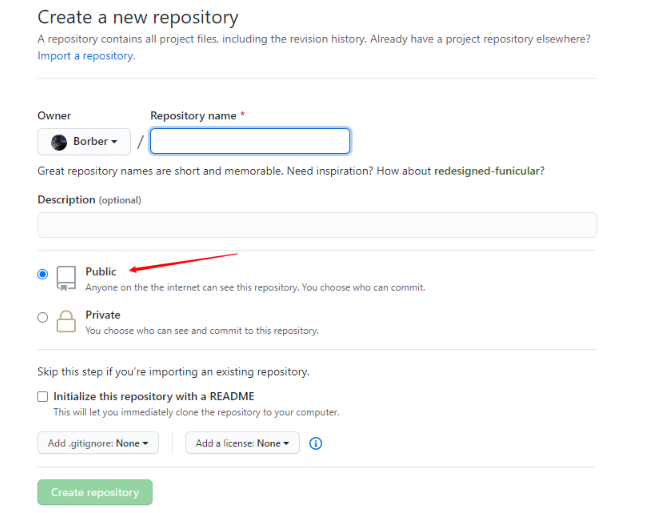 Create a new repository
A repository contains all project files, including the revision history. Already have a project repository elsewhere?
Import a repository.
Owner
Repository name *
Borber
/
Great repository names are short and memorable. Need inspiration? How about redesigned-funicular?
Description (optional)
Public
Anyone on the the internet can see this repository. You choose who can commit.
Private
You choose who can see and commit to this repository.
Skip this step if you're importing an existing repository.
Initialize this repository with a README
This will let you immediately clone the repository to your computer.
Add .gitignore: None
Add a license: None
Create repository